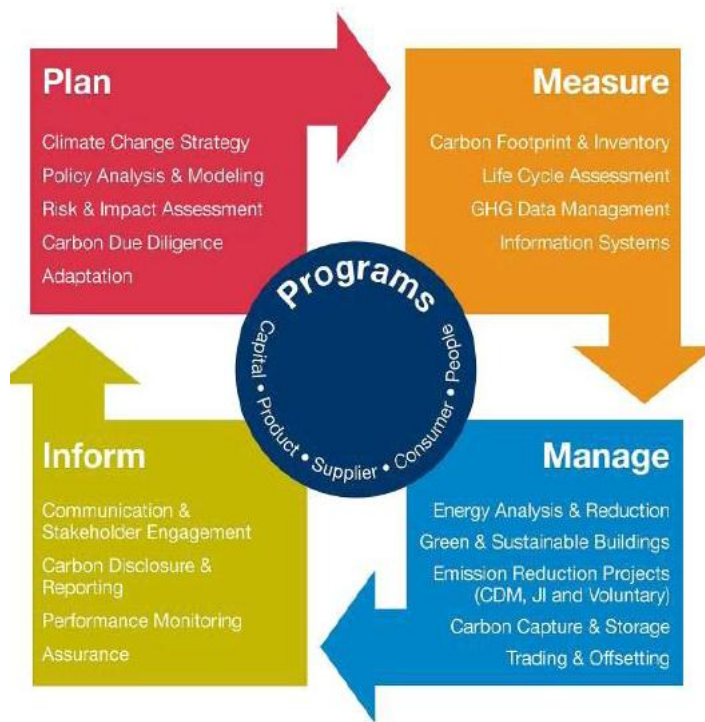 Plan
Climate Change Strategy
Policy Analysis & Modeling
Risk & Impact Assessment
Carbon Due Diligence
Adaptation
Measure
Carbon Footprint & Inventory
Life Cycle Assessment
GHG Data Management
Information Systems
Programs
Capital • Product • Supplier • Consumer • People
Inform
Communication &
Stakeholder Engagement
Carbon Disclosure &
Reporting
Performance Monitoring
Assurance
Manage
Energy Analysis & Reduction
Green & Sustainable Buildings
Emission Reduction Projects
(CDM, JI and Voluntary)
Carbon Capture & Storage
Trading & Offsetting